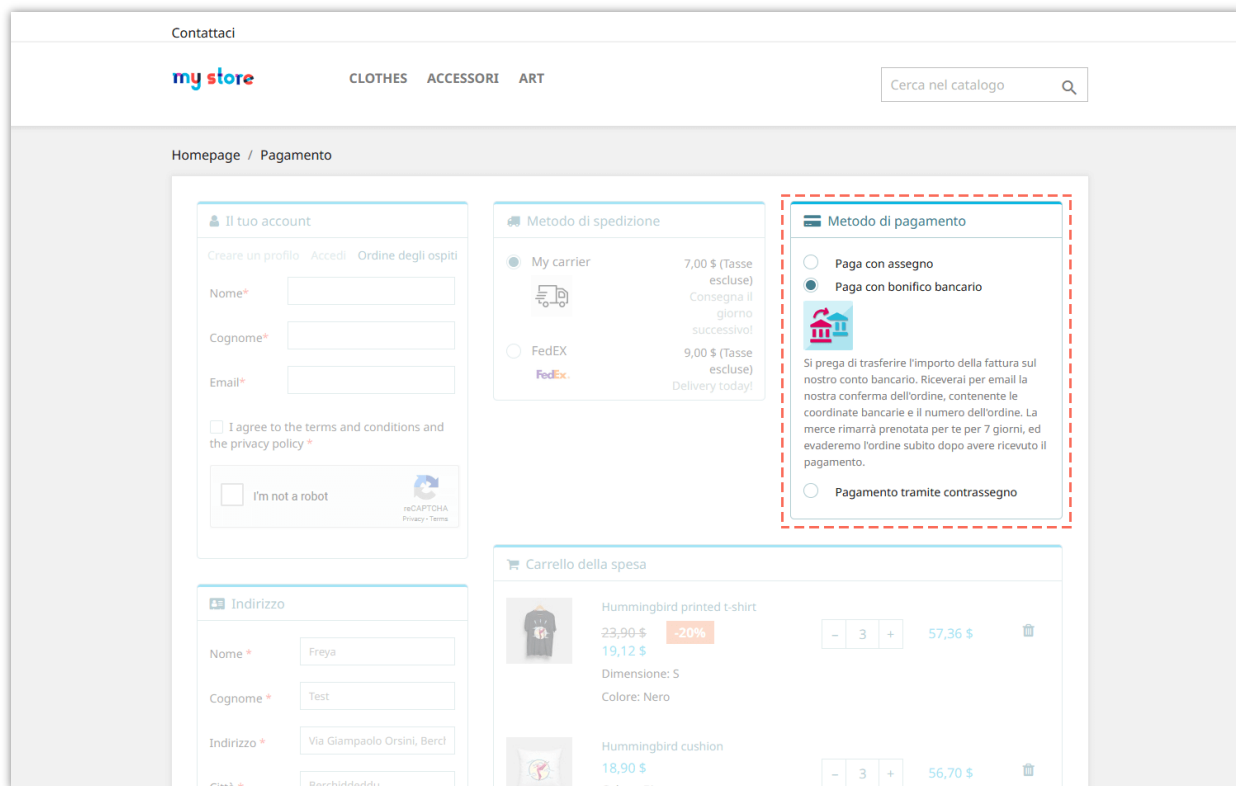 Contattaci
my store
CLOTHES ACCESSORI ART
Cerca nel catalogo
Homepage / Pagamento
Il tuo account
Creare un profilo Accedi Ordine degli ospiti
Nome*
Cognome*
Email*
I agree to the terms and conditions and
the privacy policy *
I'm not a robot
reCAPTCHA
Privacy - Terms
Metodo di spedizione
My carrier
7,00 $ (Tasse
escluse)
Consegna il
giorno
successivo!
FedEX
9,00 $ (Tasse
escluse)
FedEx.
Delivery today!
Metodo di pagamento
Paga con assegno
Paga con bonifico bancario
Si prega di trasferire l'importo della fattura sul
nostro conto bancario. Riceverai per email la
nostra conferma dell'ordine, contenente le
coordinate bancarie e il numero dell'ordine. La
merce rimarrà prenotata per te per 7 giorni, ed
evaderemo l'ordine subito dopo avere ricevuto il
pagamento.
Pagamento tramite contrassegno
Indirizzo
Nome * Freya
Cognome * Test
Indirizzo * Via Giampaolo Orsini, Berch
Città * Berchiddeddu
Carrello della spesa
Hummingbird printed t-shirt
23,90 $ -20%
19,12 $
– 3 + 57,36 $
Dimensione: S
Colore: Nero
Hummingbird cushion
18,90 $
– 3 + 56,70 $